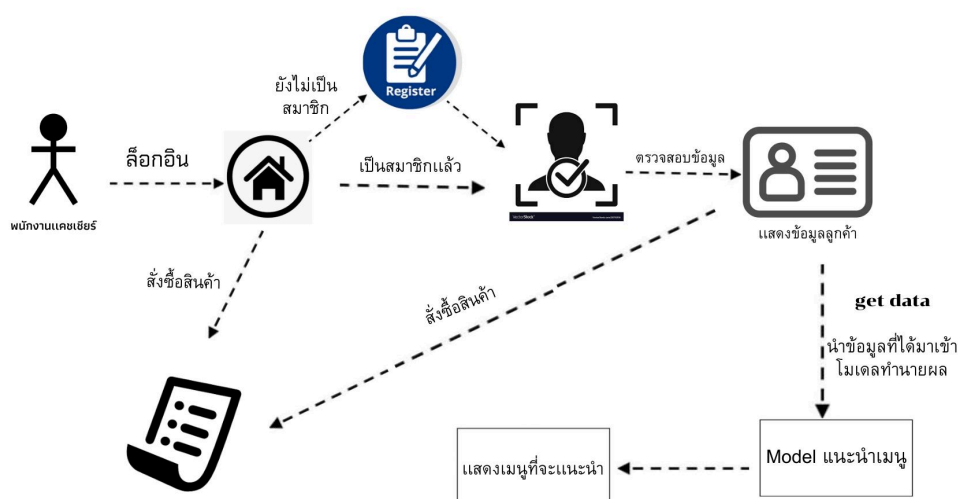 ยังไม่เป็น
สมาชิก
Register
ล็อกอิน
เป็นสมาชิกแล้ว
ตรวจสอบข้อมูล
VectorStock
พนักงานแคชเชียร์
แสดงข้อมูลลูกค้า
สั่งซื้อสินค้า
สั่งซื้อสินค้า
get data
นำข้อมูลที่ได้มาเข้า
โมเดลทำนายผล
แสดงเมนูที่จะแนะนำ
Model แนะนำเมนู